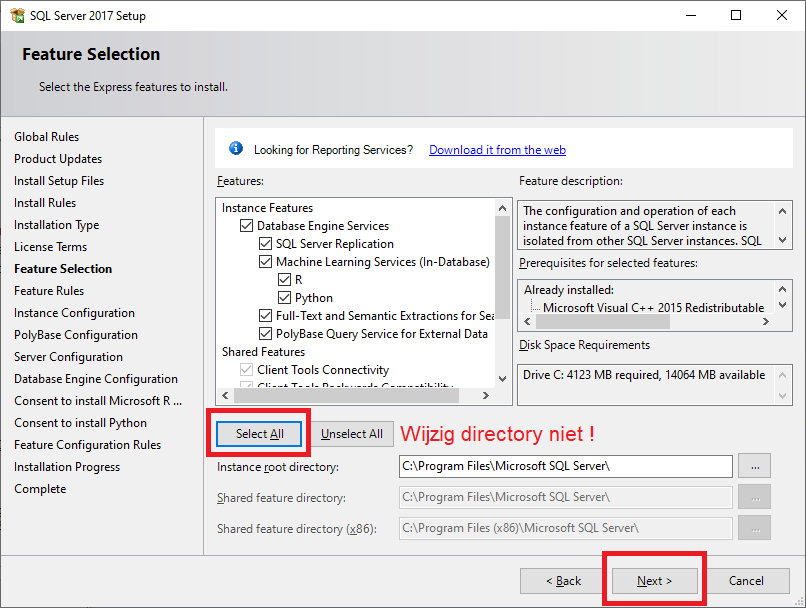 SQL Server 2017 Setup
Feature Selection
Select the Express features to install.
Global Rules
Product Updates
Install Setup Files
Install Rules
Installation Type
License Terms
Feature Selection
Feature Rules
Instance Configuration
PolyBase Configuration
Server Configuration
Database Engine Configuration
Consent to install Microsoft R ...
Consent to install Python
Feature Configuration Rules
Installation Progress
Complete
Looking for Reporting Services? Download it from the web
Features:
Instance Features
Database Engine Services
SQL Server Replication
Machine Learning Services (In-Database)
R
Python
Full-Text and Semantic Extractions for Sea
PolyBase Query Service for External Data
Shared Features
Client Tools Connectivity
Client Tools Backwards Compatibility
Feature description:
The configuration and operation of each
instance feature of a SQL Server instance is
isolated from other SQL Server instances. SQL
Prerequisites for selected features:
Already installed:
Microsoft Visual C++ 2015 Redistributable
Disk Space Requirements
Drive C: 4123 MB required, 14064 MB available
Select All
Unselect All
Wijzig directory niet !
Instance root directory:
C:\Program Files\Microsoft SQL Server\
...
Shared feature directory:
C:\Program Files\Microsoft SQL Server\
...
Shared feature directory (x86):
C:\Program Files (x86)\Microsoft SQL Server\
...
< Back
Next >
Cancel